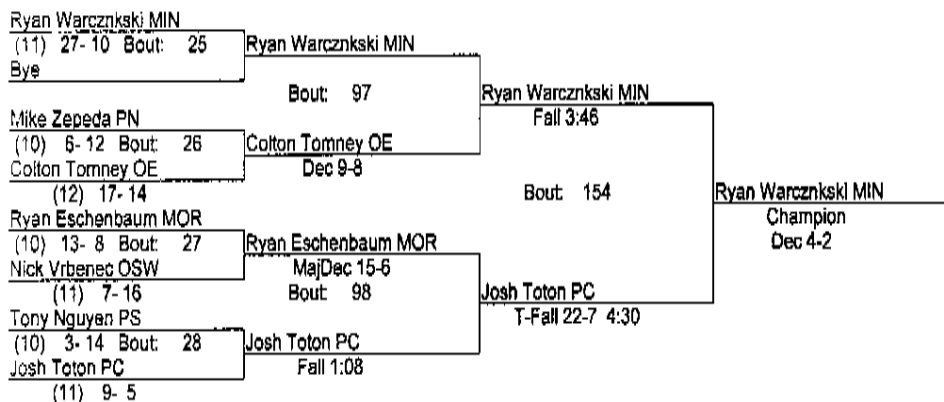 Ryan Warcznkski MIN
(11) 27- 10 Bout: 25
Bye
Ryan Warcznkski MIN
Bout: 97
Mike Zepeda PN
(10) 6- 12 Bout: 26
Colton Tomney OE
(12) 17- 14
Colton Tomney OE
Dec 9-8
Ryan Warcznkski MIN
Fall 3:46
Bout: 154
Ryan Eschenbaum MOR
(10) 13- 8 Bout: 27
Nick Vrbenec OSW
(11) 7- 16
Ryan Eschenbaum MOR
MajDec 15-6
Bout: 98
Tony Nguyen PS
(10) 3- 14 Bout: 28
Josh Toton PC
(11) 9- 5
Josh Toton PC
Fall 1:08
Josh Toton PC
T-Fall 22-7 4:30
Ryan Warcznkski MIN
Champion
Dec 4-2